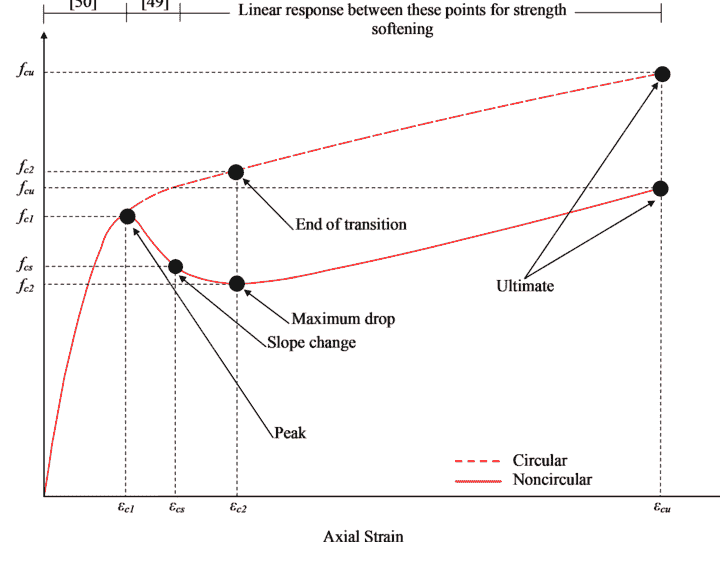 [50]
[49]
Linear response between these points for strength
softening
fcu
fc2
fcu
fc1
fcs
fc2
End of transition
Ultimate
Maximum drop
Slope change
Peak
Circular
Noncircular
εc1
εcs
εc2
εcu
Axial Strain